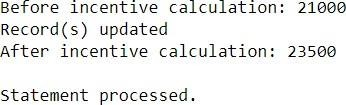 Before incentive calculation: 21000
Record(s) updated
After incentive calculation: 23500
Statement processed.